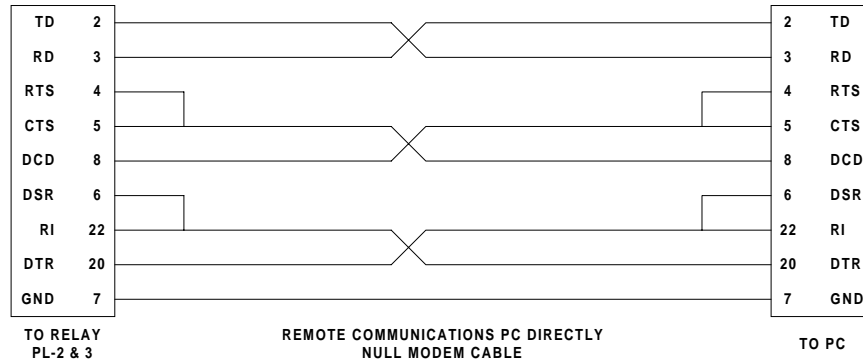 TD 2 2 TD
RD 3 3 RD
RTS 4 4 RTS
CTS 5 5 CTS
DCD 8 8 DCD
DSR 6 6 DSR
RI 22 22 RI
DTR 20 20 DTR
GND 7 7 GND
TO RELAY
PL-2 & 3
REMOTE COMMUNICATIONS PC DIRECTLY
NULL MODEM CABLE
TO PC